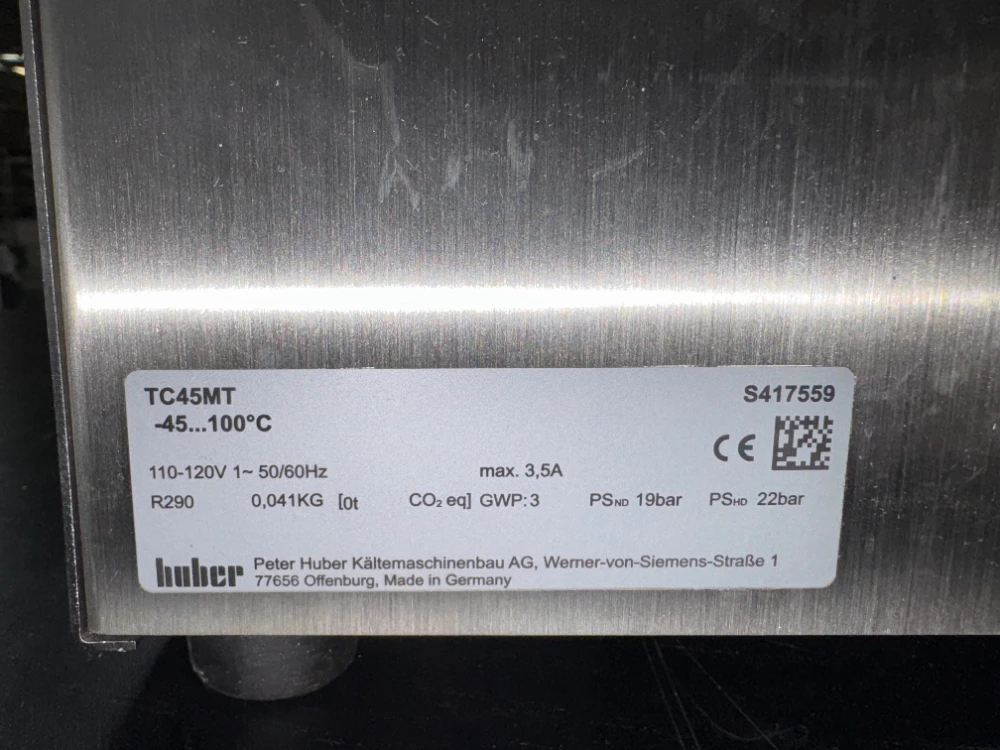 TC45MT S417559
-45...100°C
CE
110-120V 1~ 50/60Hz max. 3,5A
R290 0,041KG [0t CO₂ eq] GWP:3 PSND 19bar PSHD 22bar
huber Peter Huber Kältemaschinenbau AG, Werner-von-Siemens-Straße 1
77656 Offenburg, Made in Germany